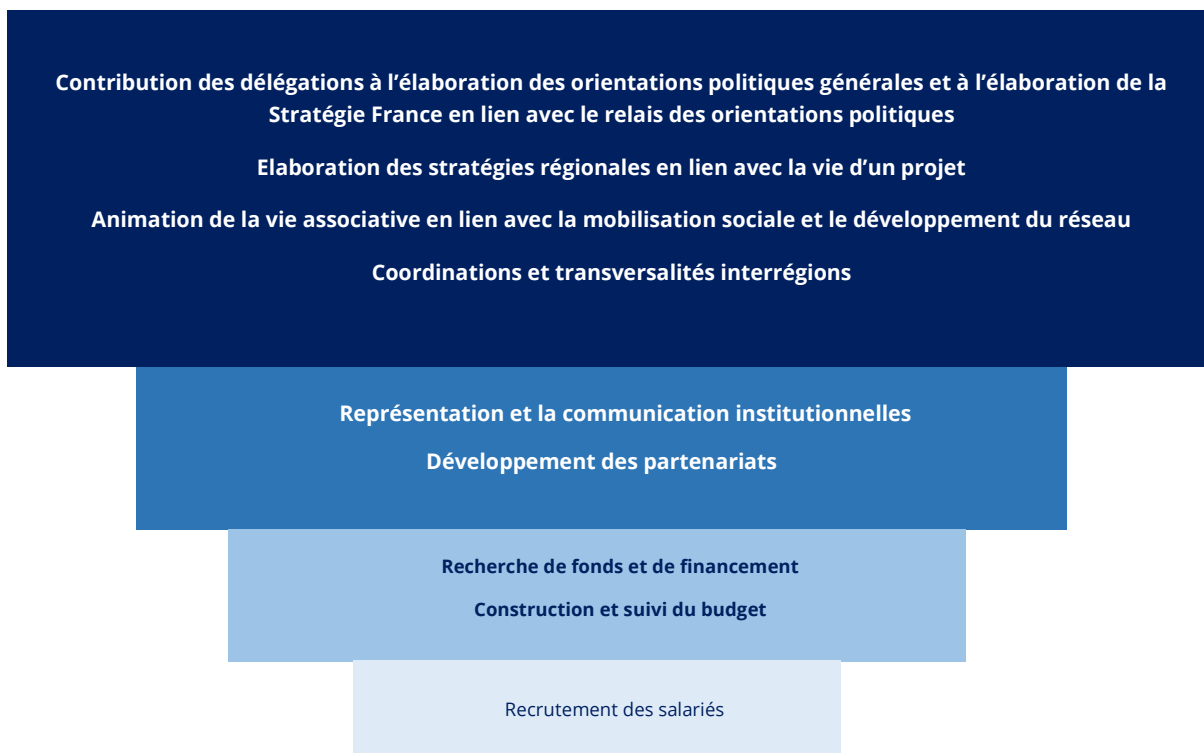 Contribution des délégations à l’élaboration des orientations politiques générales et à l’élaboration de la
Stratégie France en lien avec le relais des orientations politiques
Elaboration des stratégies régionales en lien avec la vie d’un projet
Animation de la vie associative en lien avec la mobilisation sociale et le développement du réseau
Coordinations et transversalités interrégions
Représentation et la communication institutionnelles
Développement des partenariats
Recherche de fonds et de financement
Construction et suivi du budget
Recrutement des salariés